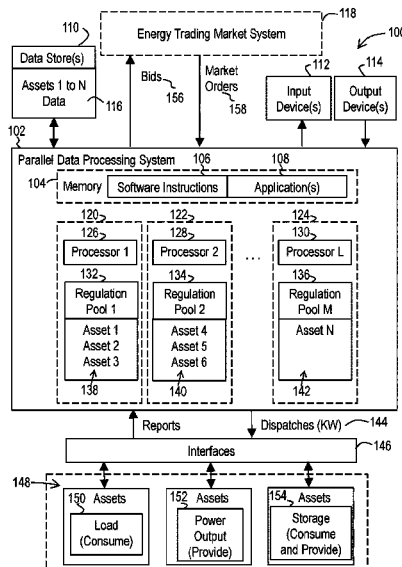 118
Energy Trading Market System
100
110
Data Store(s)
Assets 1 to N
Data
116
Bids
156
Market
Orders
158
112
Input
Device(s)
114
Output
Device(s)
102
Parallel Data Processing System
106
108
104
Memory
Software Instructions
Application(s)
120
122
124
126
128
130
Processor 1
Processor 2
Processor L
...
132
134
136
Regulation
Pool 1
Regulation
Pool 2
Regulation
Pool M
Asset 1
Asset 2
Asset 3
138
Asset 4
Asset 5
Asset 6
140
Asset N
142
Reports
Dispatches (KW)
144
Interfaces
146
148
150
Assets
Load
(Consume)
152
Assets
Power
Output
(Provide)
154
Assets
Storage
(Consume
and Provide)